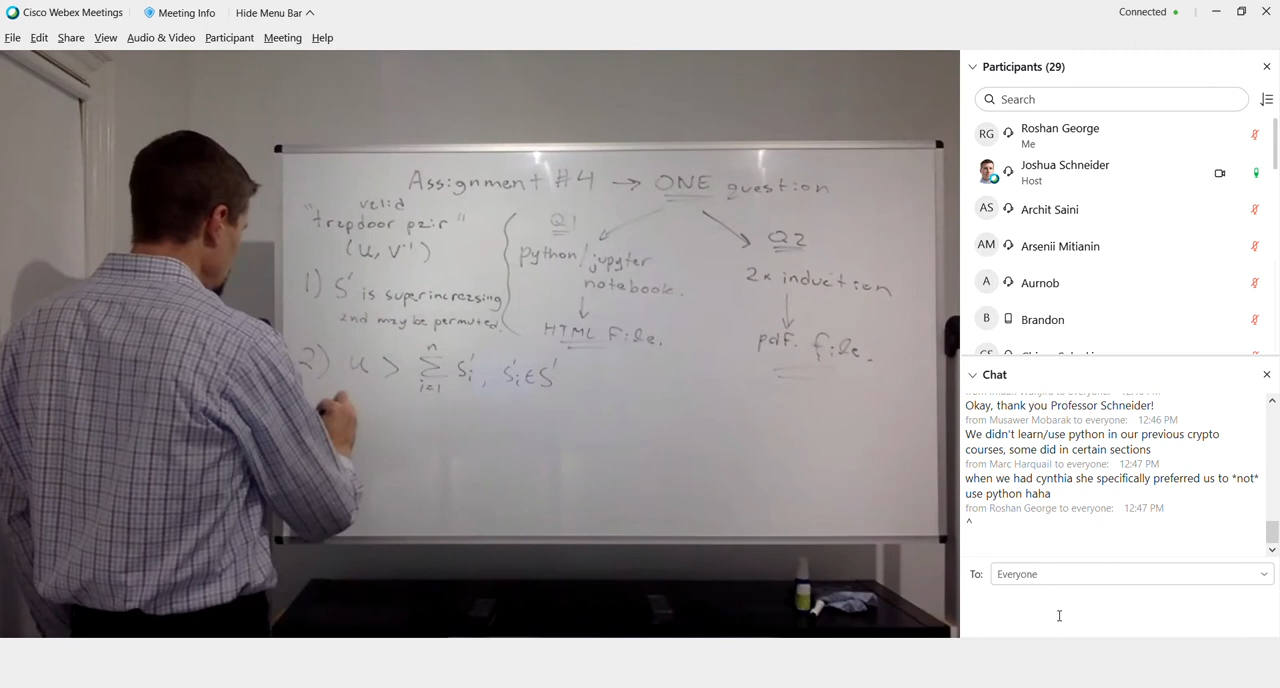 Cisco Webex Meetings
Meeting Info
Hide Menu Bar
Connected
File Edit Share View Audio & Video Participant Meeting Help
Assignment #4 → ONE question
valid
"trapdoor pair"
(u, v⁻¹)
1) S' is superincreasing
and may be permuted.
2) u > Σ i=1 n s'i, s'i ∈ S'
Q1
python/jupyter
notebook.
HTML File.
Q2
2x induction
pdf. file.
Participants (29)
Search
RG Roshan George
Me
Joshua Schneider
Host
AS Archit Saini
AM Arsenii Mitianin
A Aurnob
B Brandon
Chat
Okay, thank you Professor Schneider!
from Musawer Mobarak to everyone: 12:46 PM
We didn't learn/use python in our previous crypto
courses, some did in certain sections
from Marc Harquail to everyone: 12:47 PM
when we had cynthia she specifically preferred us to *not*
use python haha
from Roshan George to everyone: 12:47 PM
^
To: Everyone